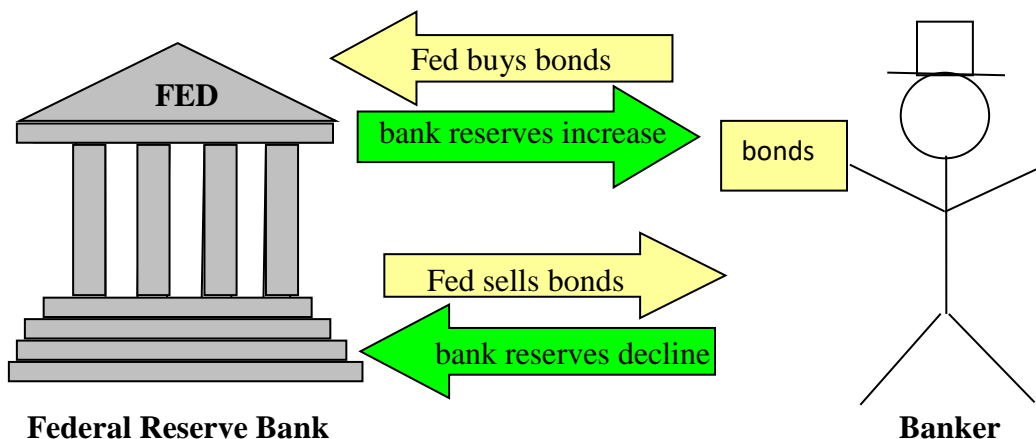 Fed buys bonds
FED
bank reserves increase
bonds
Fed sells bonds
bank reserves decline
Federal Reserve Bank
Banker